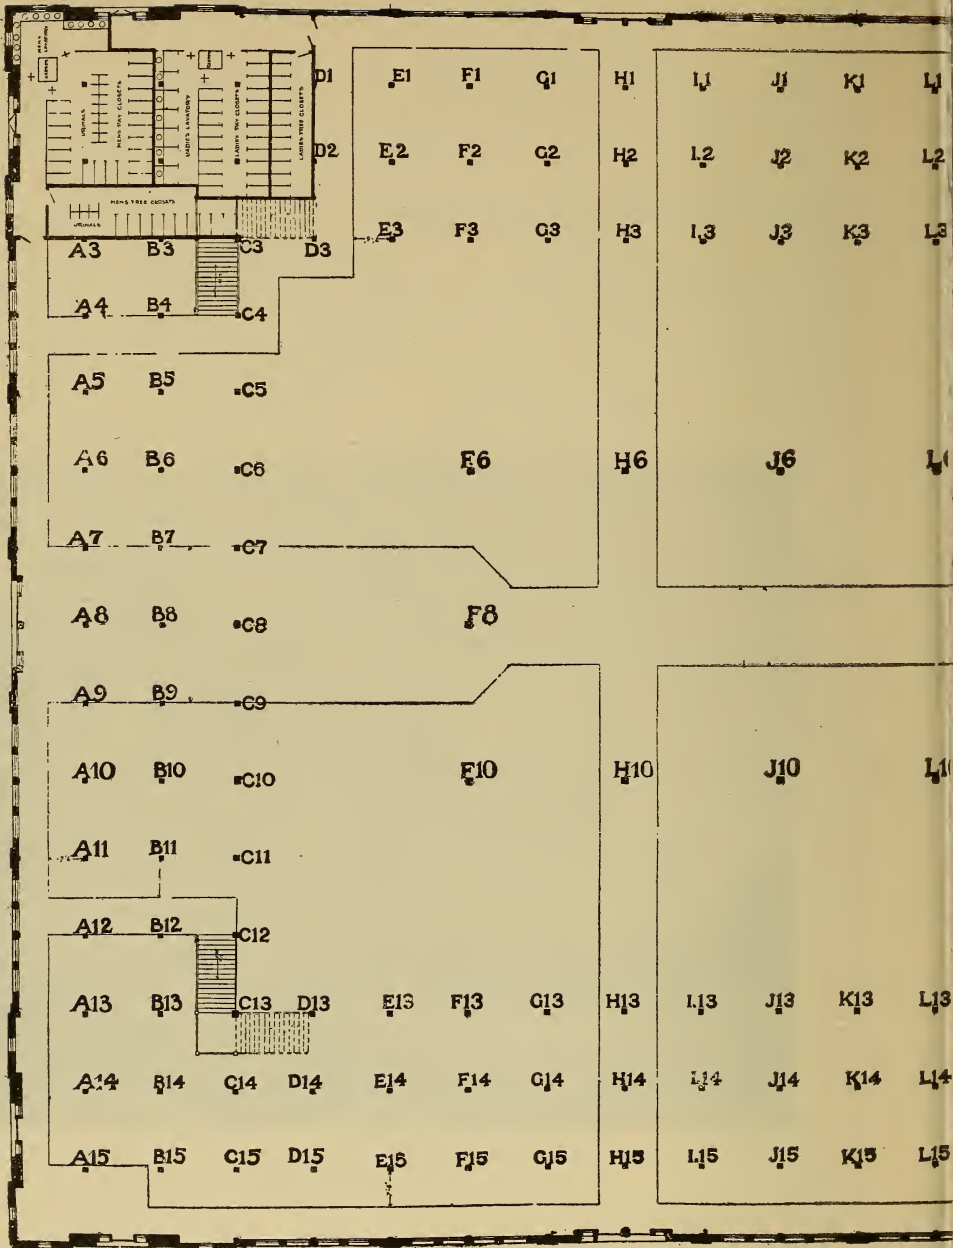 MENS LAVATORY
URINALS
MENS PAY CLOSETS
LADIES LAVATORY
LADIES PAY CLOSETS
LADIES FREE CLOSETS
MENS FREE CLOSETS
URINALS
D1 E1 F1 G1 H1 I1 J1 K1 L1
D2 E2 F2 G2 H2 I2 J2 K2 L2
A3 B3 C3 D3 E3 F3 G3 H3 I3 J3 K3 L3
A4 B4 C4
A5 B5 C5
A6 B6 C6 F6 H6 J6 L6
A7 B7 C7
A8 B8 C8 F8
A9 B9 C9
A10 B10 C10 F10 H10 J10 L10
A11 B11 C11
A12 B12 C12
A13 B13 C13 D13 E13 F13 G13 H13 I13 J13 K13 L13
A14 B14 C14 D14 E14 F14 G14 H14 I14 J14 K14 L14
A15 B15 C15 D15 E15 F15 G15 H15 I15 J15 K15 L15